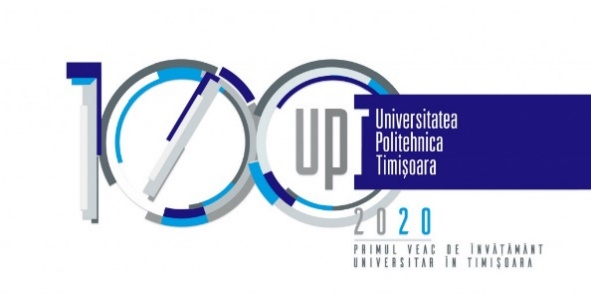 100
upt
Universitatea
Politehnica
Timișoara
2020
PRIMUL VEAC DE ÎNVĂȚĂMÂNT
UNIVERSITAR ÎN TIMIȘOARA